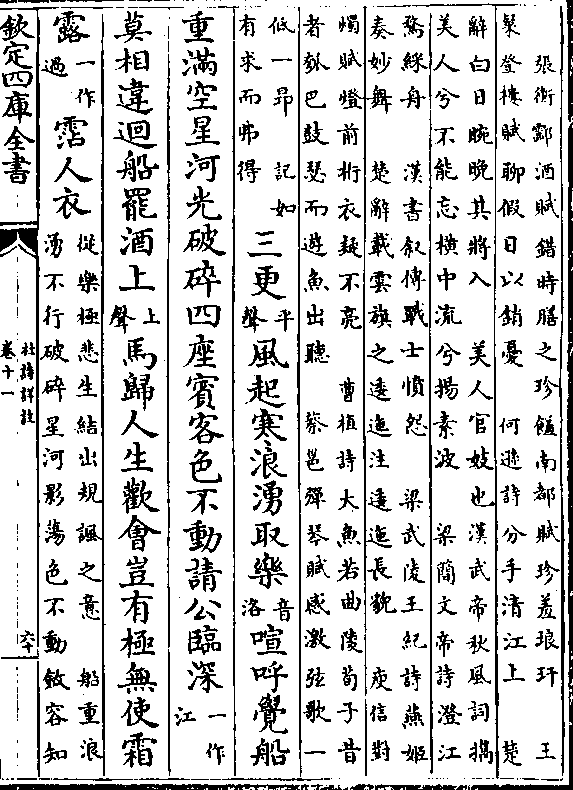 張衡酃酒賦錯時膳之珍饈南都賦珍羞琅玕　王
粲登樓賦聊假日以銷憂　何遜詩分手清江上　楚
辭白日晼晚其將入　美人官妓也漢武帝秋風詞攜
美人兮不能忘橫中流兮揚素波　梁簡文帝詩澄江
鶩綵舟　漢書叙傳戰士憤怨　梁武陵王紀詩燕姬
奏妙舞　楚辭載雲旗之逶迤注逶迤長貌　庾信對
燭賦燈前桁衣疑不亮　曹植詩大魚若曲陵荀子昔
者瓠巴鼓瑟而遊魚出聽　蔡邕彈琴賦感激弦歌一
低一昂　記如
有求而弗得
三更平聲風起寒浪湧取樂音洛喧呼覺船
重滿空星河光破碎四座賓客色不動請公臨深一作江
莫相違迴船罷酒上上聲馬歸人生歡會豈有極無使霜
露一作過霑人衣
從樂極悲生結出規諷之意　船重浪
湧不行破碎星河影蕩色不動斂容知
欽定四庫全書
杜詩詳註
卷十一
六十